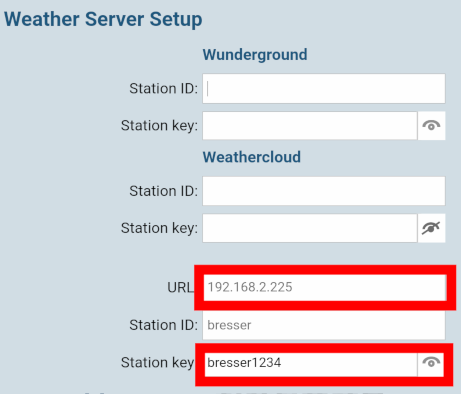 Weather Server Setup
Wunderground
Station ID:
Station key:
Weathercloud
Station ID:
Station key:
URL 192.168.2.225
Station ID: bresser
Station key bresser1234